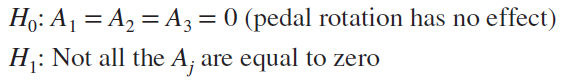 H₀: A₁ = A₂ = A₃ = 0 (pedal rotation has no effect)
H₁: Not all the Aⱼ are equal to zero